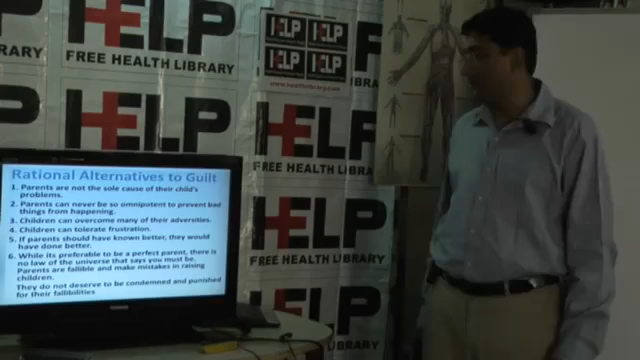 HELP
FREE HEALTH LIBRARY
HELP
HELP
HELP
HELP
www.healthlibrary.com
HELP
HELP
FREE HEALTH LIBRA
HELP
FREE HEALTH LIBRARY
HEL
LIBRARY
Rational Alternatives to Guilt
1. Parents are not the sole cause of their child's
problems.
2. Parents can never be so omnipotent to prevent bad
things from happening.
3. Children can overcome many of their adversities.
4. Children can tolerate frustration.
5. If parents should have known better, they would
have done better.
6. While its preferable to be a perfect parent, there is
no law of the universe that says you must be.
Parents are fallible and make mistakes in raising
children.
They do not deserve to be condemned and punished
for their fallibilities